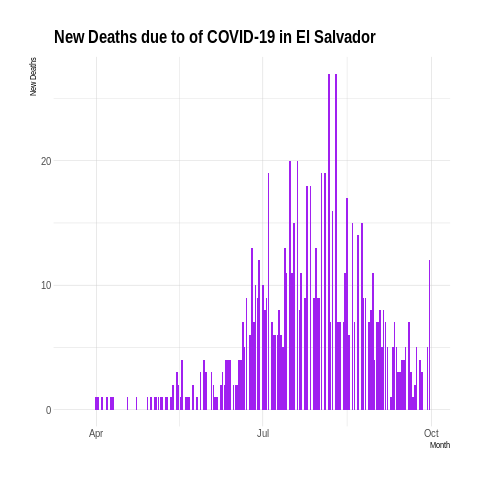 New Deaths due to of COVID-19 in El Salvador
New Deaths
20
10
0
Apr
Jul
Oct
Month